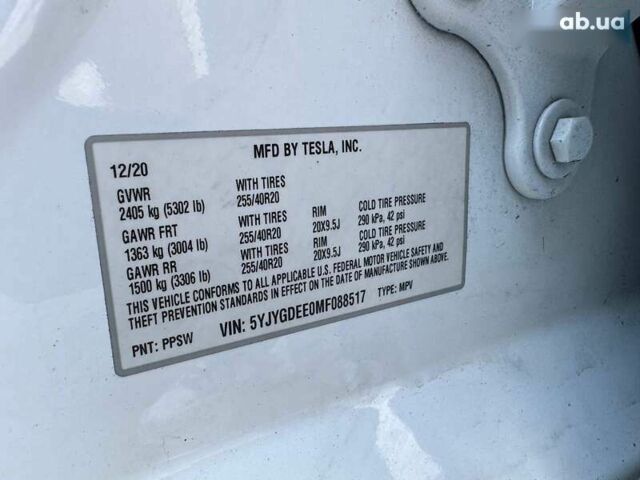 ab.ua
MFD BY TESLA, INC.
12/20
GVWR
2405 kg (5302 lb)
WITH TIRES
255/40R20
GAWR FRT
1363 kg (3004 lb)
WITH TIRES
255/40R20
RIM
20X9.5J
COLD TIRE PRESSURE
290 kPa, 42 psi
GAWR RR
1500 kg (3306 lb)
WITH TIRES
255/40R20
RIM
20X9.5J
COLD TIRE PRESSURE
290 kPa, 42 psi
THIS VEHICLE CONFORMS TO ALL APPLICABLE U.S. FEDERAL MOTOR VEHICLE SAFETY AND
THEFT PREVENTION STANDARDS IN EFFECT ON THE DATE OF MANUFACTURE SHOWN ABOVE.
PNT: PPSW VIN: 5YJYGDEE0MF088517 TYPE: MPV